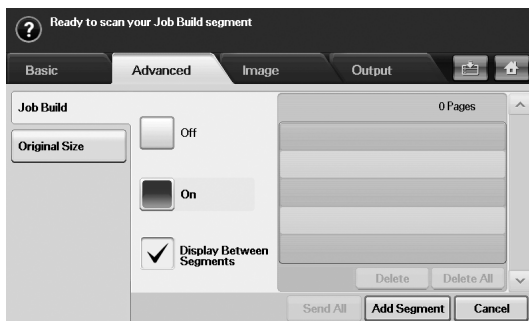 Ready to scan your Job Build segment
Basic
Advanced
Image
Output
Job Build
0 Pages
Original Size
Off
On
Display Between
Segments
Delete
Delete All
Send All
Add Segment
Cancel